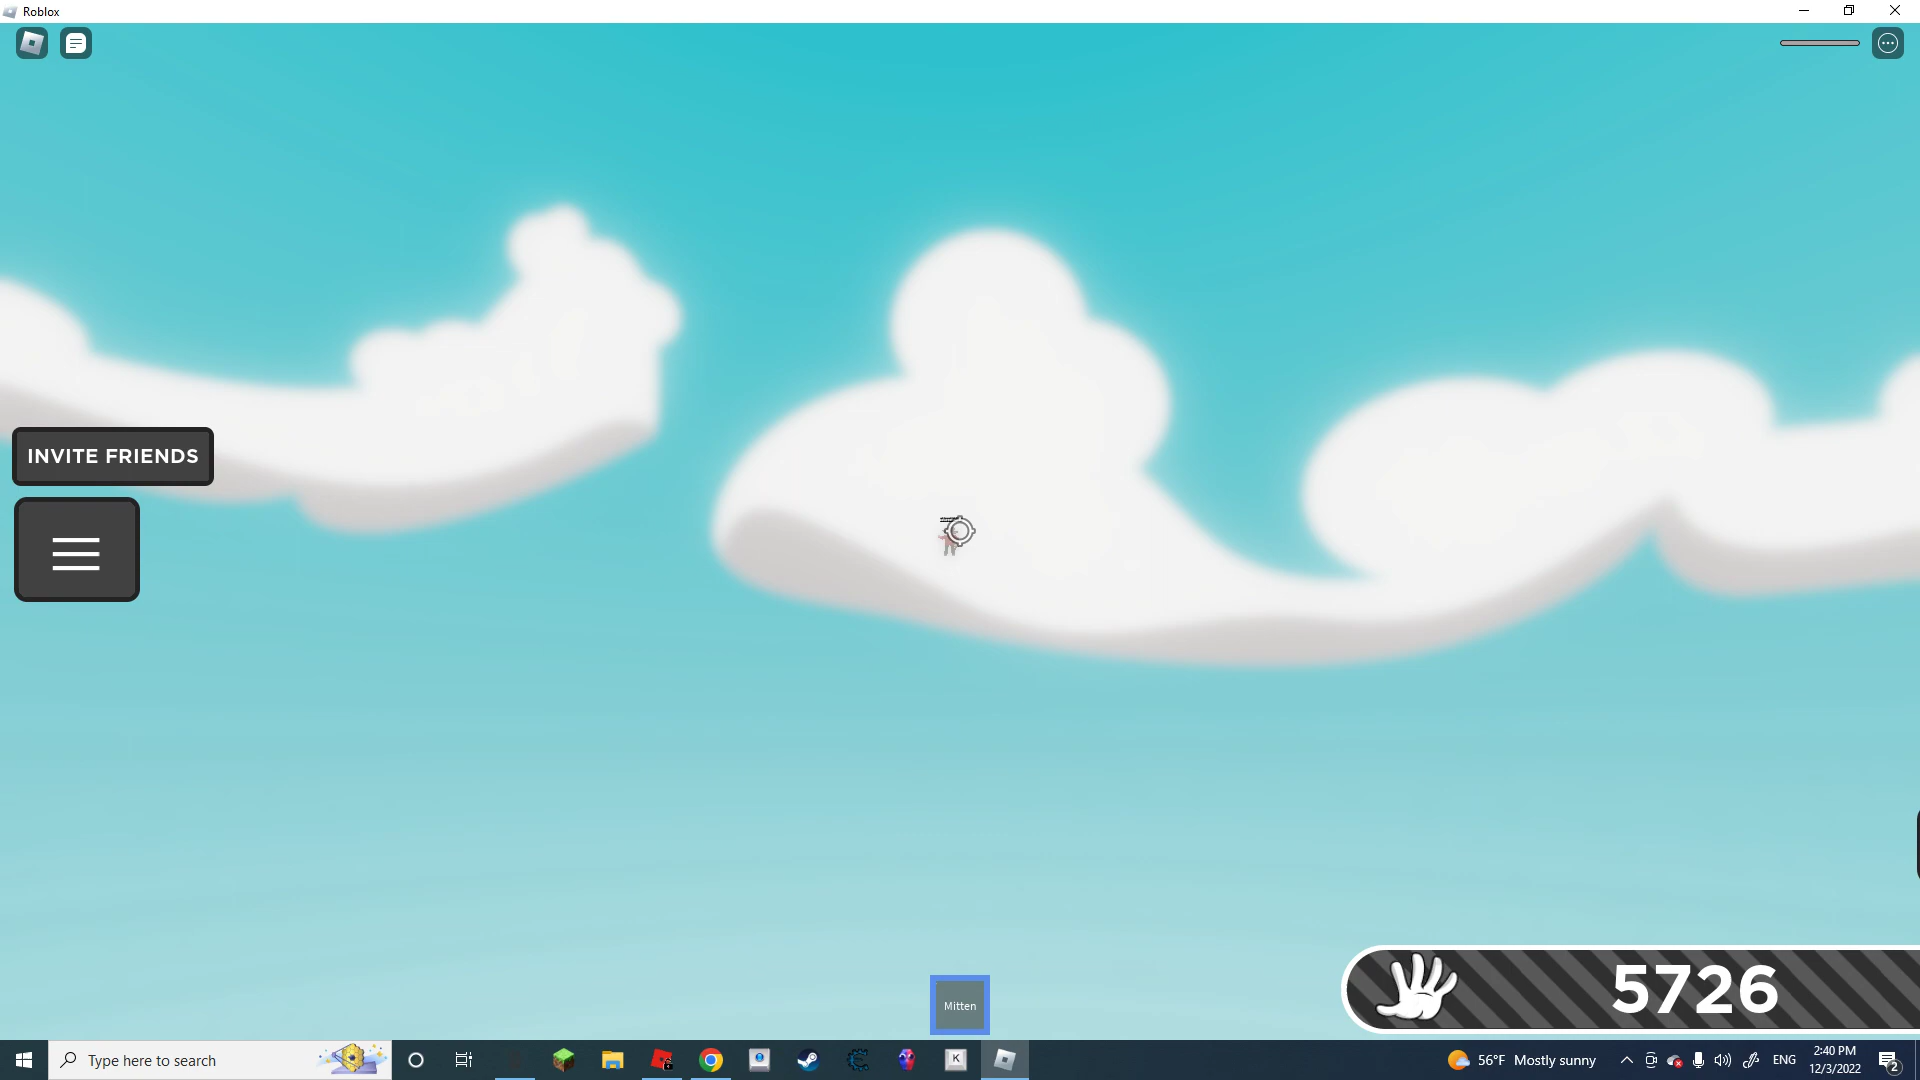 Roblox
INVITE FRIENDS
Mitten
5726
Type here to search
K
56°F Mostly sunny
ENG
2:40 PM
12/3/2022
2